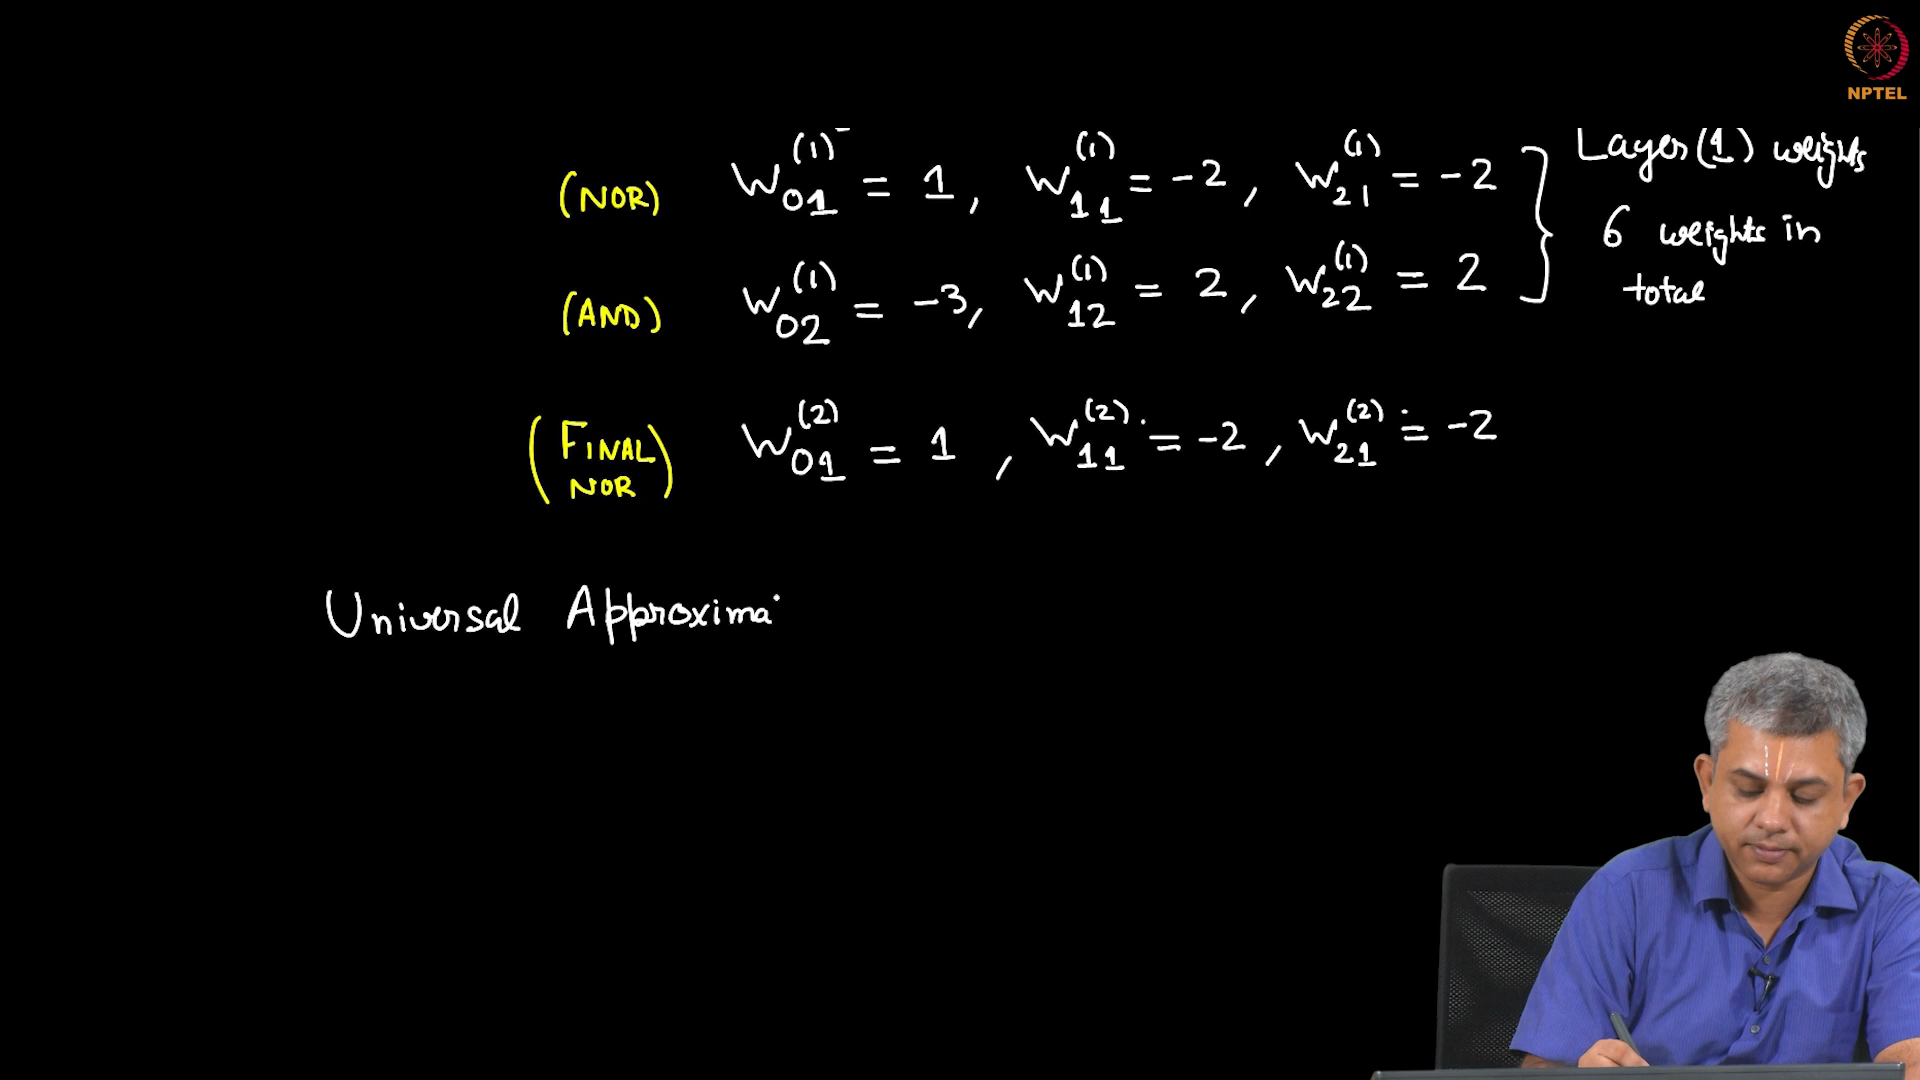 NPTEL
(NOR) W₀₁⁽¹⁾ = 1, W₁₁⁽¹⁾ = -2, W₂₁⁽¹⁾ = -2
Layer (1) weights
6 weights in
total
(AND) W₀₂⁽¹⁾ = -3, W₁₂⁽¹⁾ = 2, W₂₂⁽¹⁾ = 2
(FINAL NOR) W₀₁⁽²⁾ = 1, W₁₁⁽²⁾ = -2, W₂₁⁽²⁾ = -2
Universal Approxima